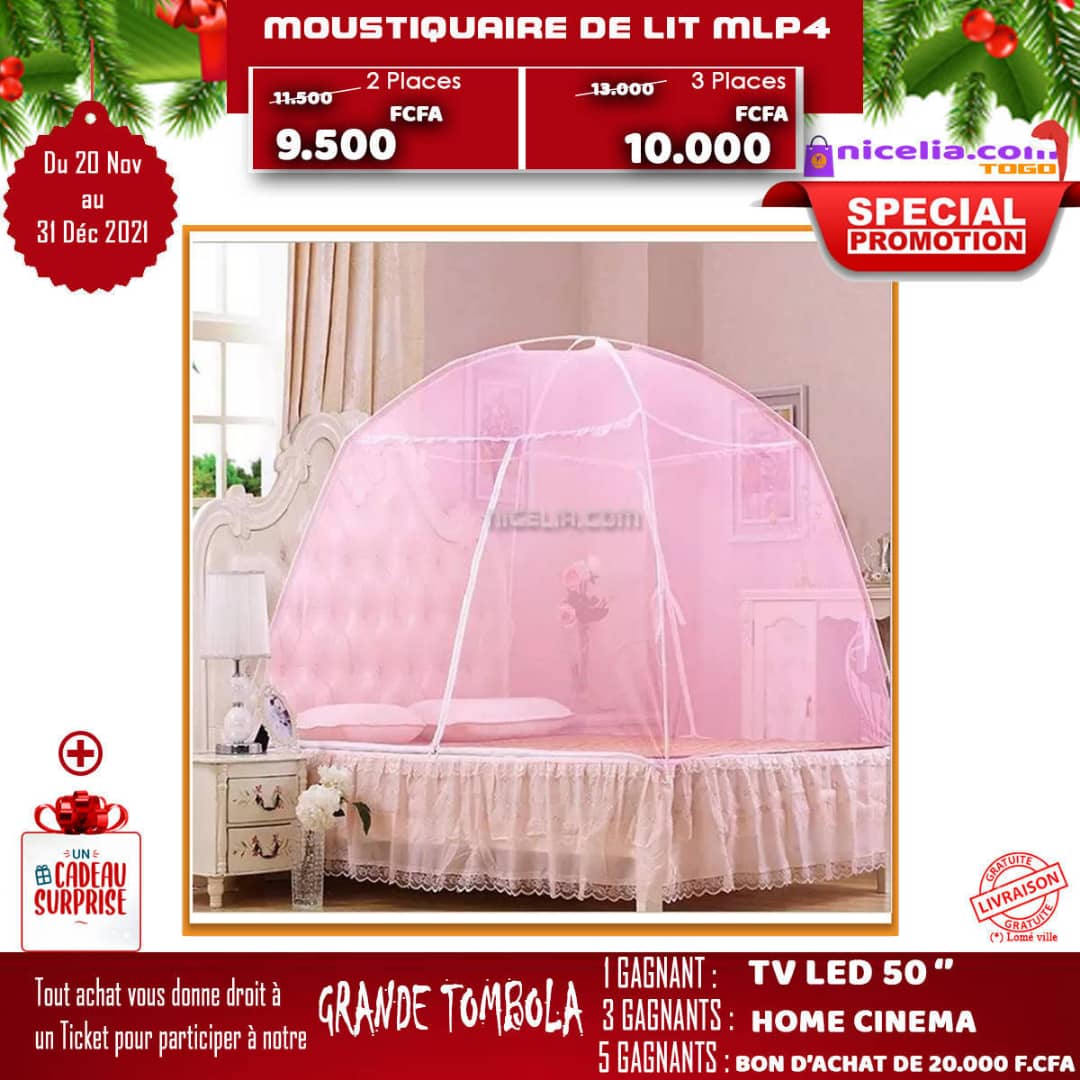 MOUSTIQUAIRE DE LIT MLP4
11.500 2 Places
FCFA
9.500
13.000 3 Places
FCFA
10.000
nicelia.com
TOGO
SPECIAL
PROMOTION
Du 20 Nov
au
31 Déc 2021
NICELIA.COM
UN
CADEAU
SURPRISE
GRATUITE
LIVRAISON
GRATUITE
(*) Lomé ville
Tout achat vous donne droit à
un Ticket pour participer à notre
GRANDE TOMBOLA
1 GAGNANT : TV LED 50 "
3 GAGNANTS : HOME CINEMA
5 GAGNANTS : BON D'ACHAT DE 20.000 F.CFA